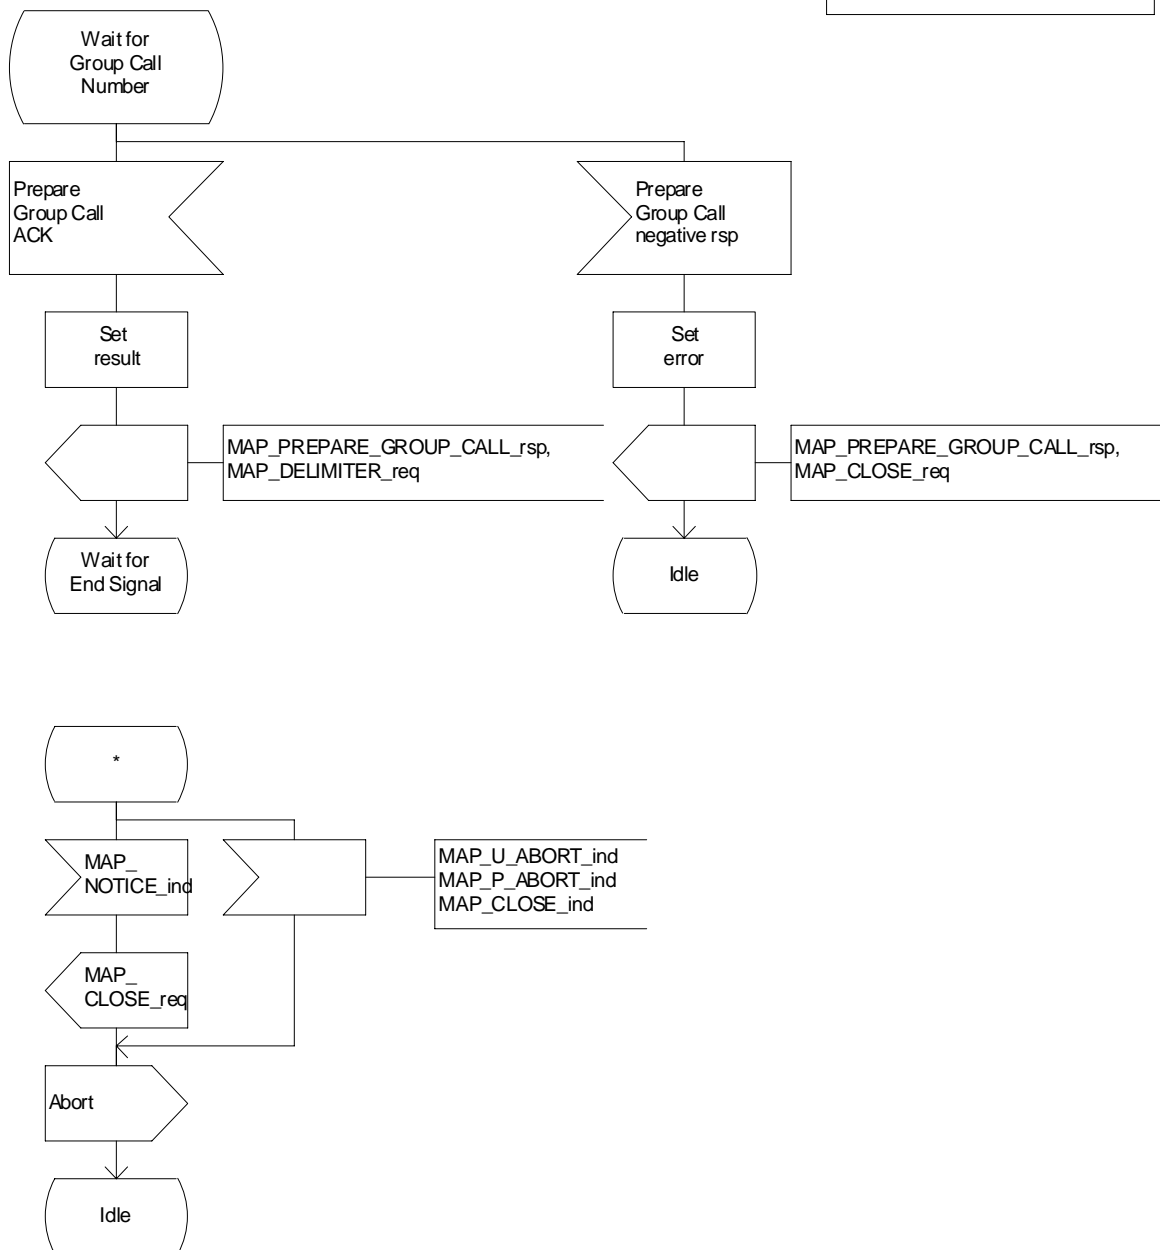 Wait for
Group Call
Number
Prepare
Group Call
ACK
Prepare
Group Call
negative rsp
Set
result
Set
error
MAP_PREPARE_GROUP_CALL_rsp,
MAP_DELIMITER_req
MAP_PREPARE_GROUP_CALL_rsp,
MAP_CLOSE_req
Wait for
End Signal
Idle
*
MAP_
NOTICE_ind
MAP_U_ABORT_ind
MAP_P_ABORT_ind
MAP_CLOSE_ind
MAP_
CLOSE_req
Abort
Idle